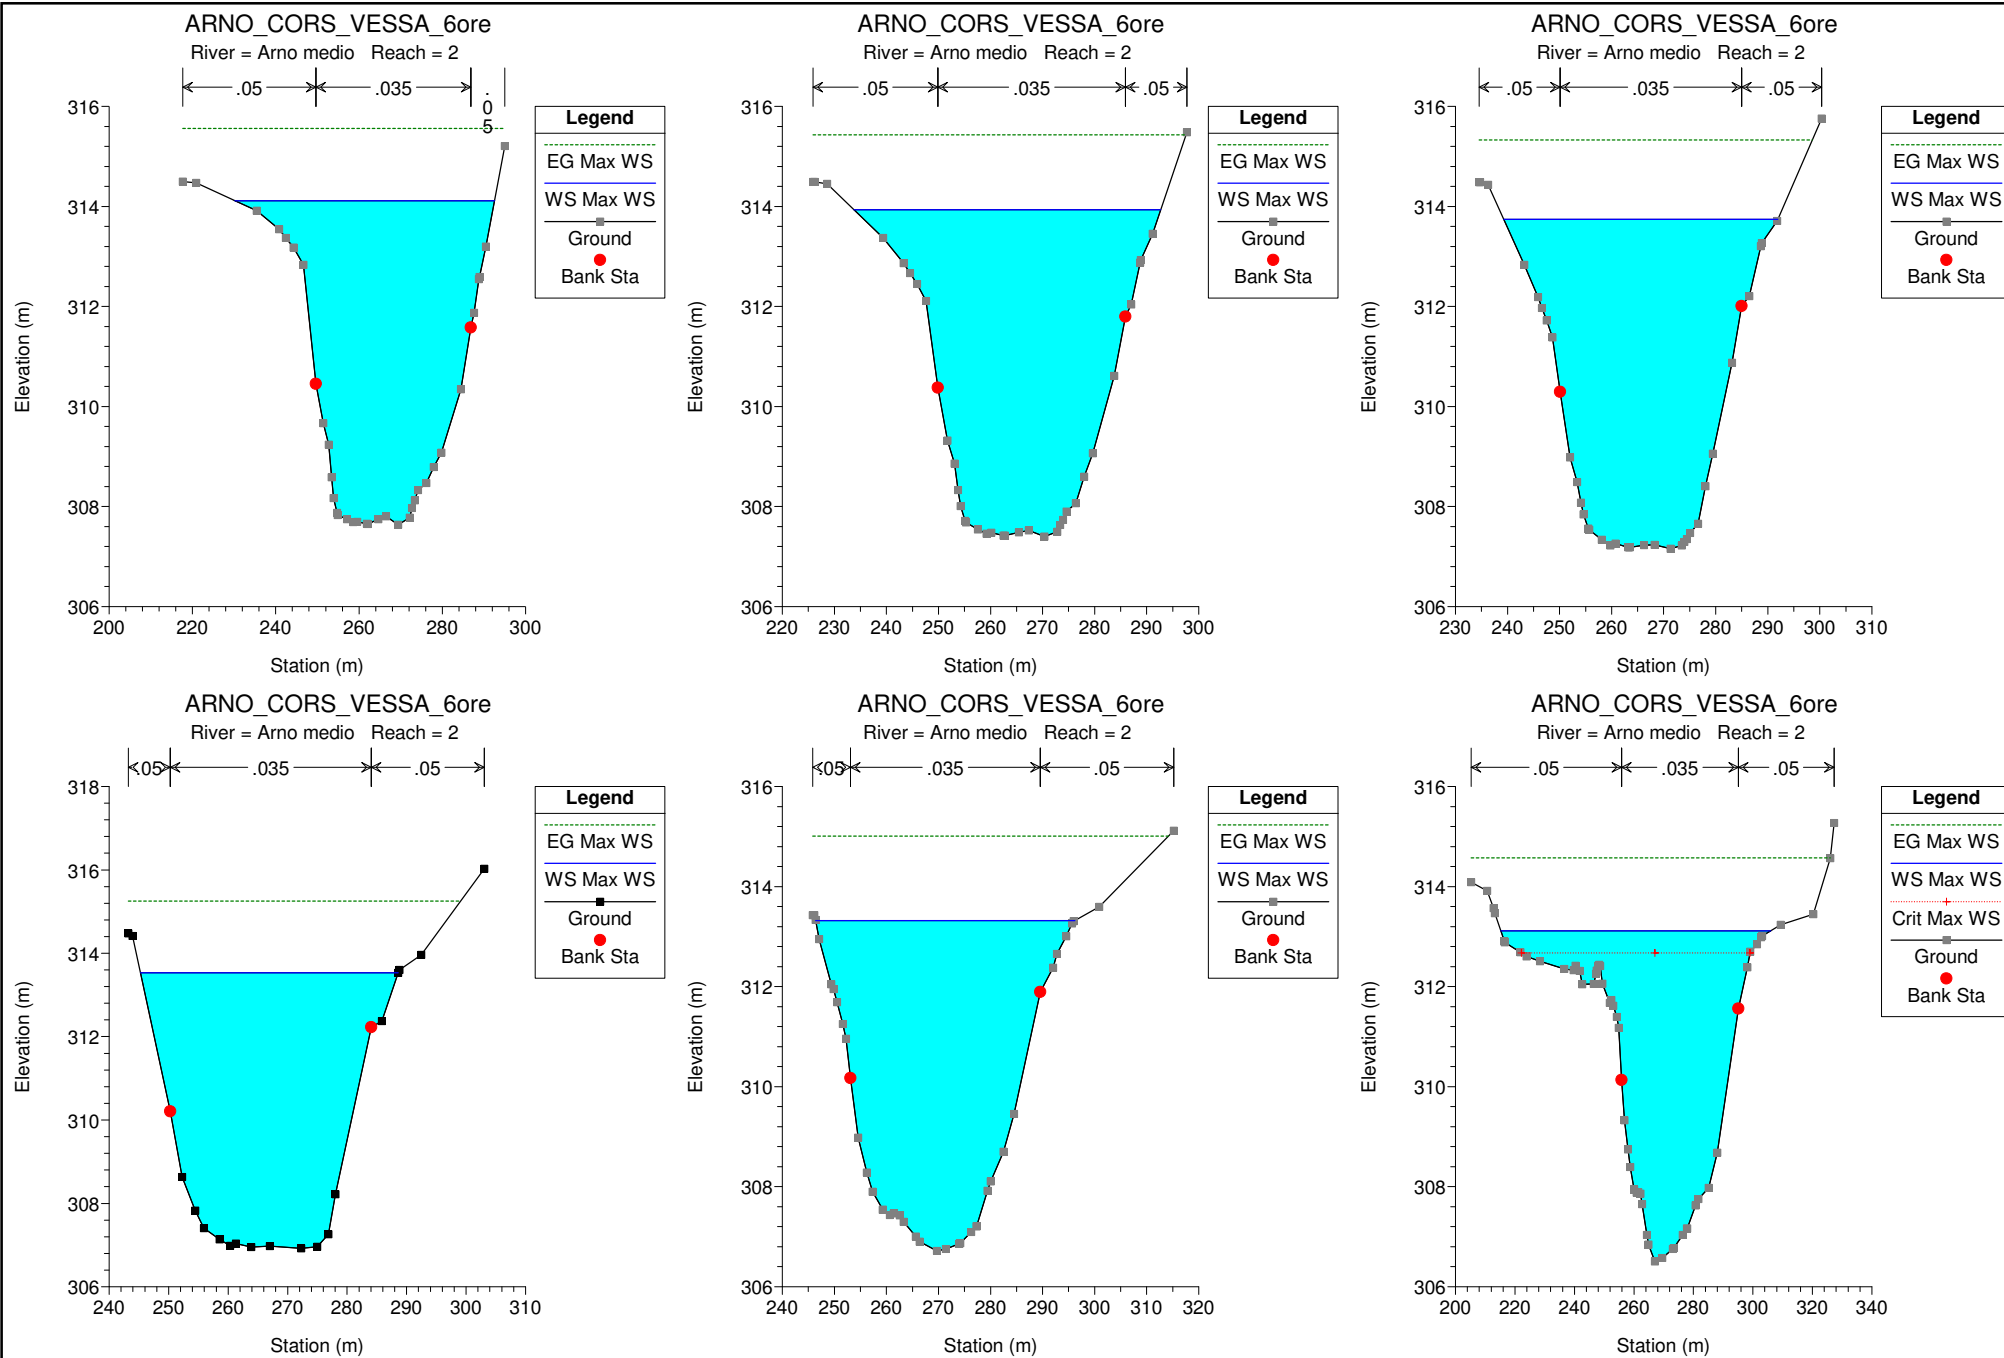 ARNO_CORS_VESSA_6ore
River = Arno medio   Reach = 2
.05
.035
.05
Legend
EG Max WS
WS Max WS
Ground
Bank Sta
316
314
312
310
308
306
200 220 240 260 280 300
Elevation (m)
Station (m)
ARNO_CORS_VESSA_6ore
River = Arno medio   Reach = 2
.05 .035 .05
Legend
EG Max WS
WS Max WS
Ground
Bank Sta
316
314
312
310
308
306
220 230 240 250 260 270 280 290 300
Elevation (m)
Station (m)
ARNO_CORS_VESSA_6ore
River = Arno medio   Reach = 2
.05 .035 .05
Legend
EG Max WS
WS Max WS
Ground
Bank Sta
316
314
312
310
308
306
230 240 250 260 270 280 290 300 310
Elevation (m)
Station (m)
ARNO_CORS_VESSA_6ore
River = Arno medio   Reach = 2
.05 .035 .05
Legend
EG Max WS
WS Max WS
Ground
Bank Sta
318
316
314
312
310
308
306
240 250 260 270 280 290 300 310
Elevation (m)
Station (m)
ARNO_CORS_VESSA_6ore
River = Arno medio   Reach = 2
.05 .035 .05
Legend
EG Max WS
WS Max WS
Ground
Bank Sta
316
314
312
310
308
306
240 250 260 270 280 290 300 310 320
Elevation (m)
Station (m)
ARNO_CORS_VESSA_6ore
River = Arno medio   Reach = 2
.05 .035 .05
Legend
EG Max WS
WS Max WS
Crit Max WS
Ground
Bank Sta
316
314
312
310
308
306
200 220 240 260 280 300 320 340
Elevation (m)
Station (m)